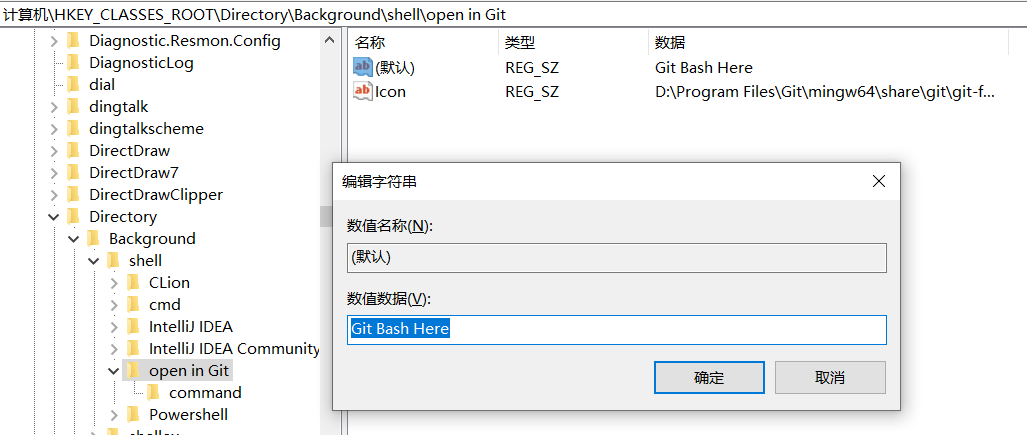 计算机\HKEY_CLASSES_ROOT\Directory\Background\shell\open in Git
Diagnostic.Resmon.Config
DiagnosticLog
dial
dingtalk
dingtalkscheme
DirectDraw
DirectDraw7
DirectDrawClipper
Directory
Background
shell
CLion
cmd
IntelliJ IDEA
IntelliJ IDEA Community
open in Git
command
Powershell
名称 类型 数据
(默认) REG_SZ Git Bash Here
Icon REG_SZ D:\Program Files\Git\mingw64\share\git\git-f...
编辑字符串
数值名称(N):
(默认)
数值数据(V):
Git Bash Here
确定 取消